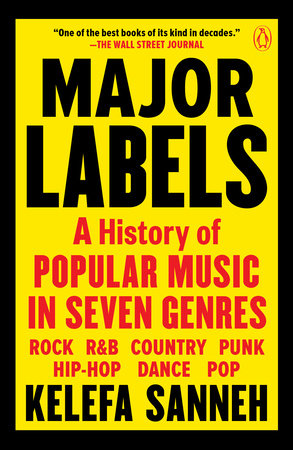 "One of the best books of its kind in decades."
—THE WALL STREET JOURNAL
MAJOR
LABELS
A History of
POPULAR MUSIC
IN SEVEN GENRES
ROCK R&B COUNTRY PUNK
HIP-HOP DANCE POP
KELEFA SANNEH